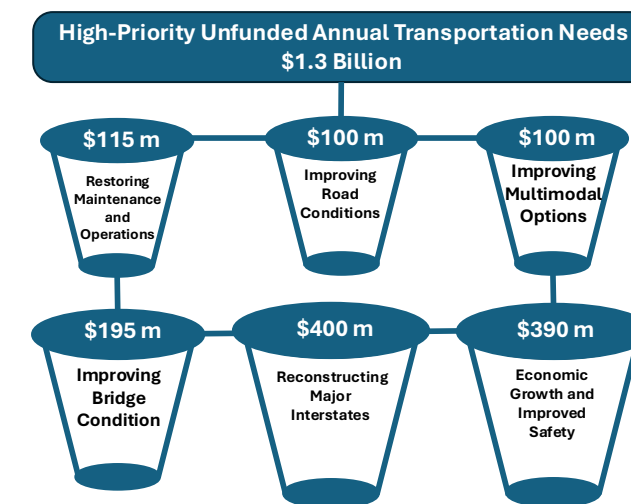 High-Priority Unfunded Annual Transportation Needs
$1.3 Billion
$115 m
Restoring
Maintenance
and
Operations
$100 m
Improving
Road
Conditions
$100 m
Improving
Multimodal
Options
$195 m
Improving
Bridge
Condition
$400 m
Reconstructing
Major
Interstates
$390 m
Economic
Growth and
Improved
Safety